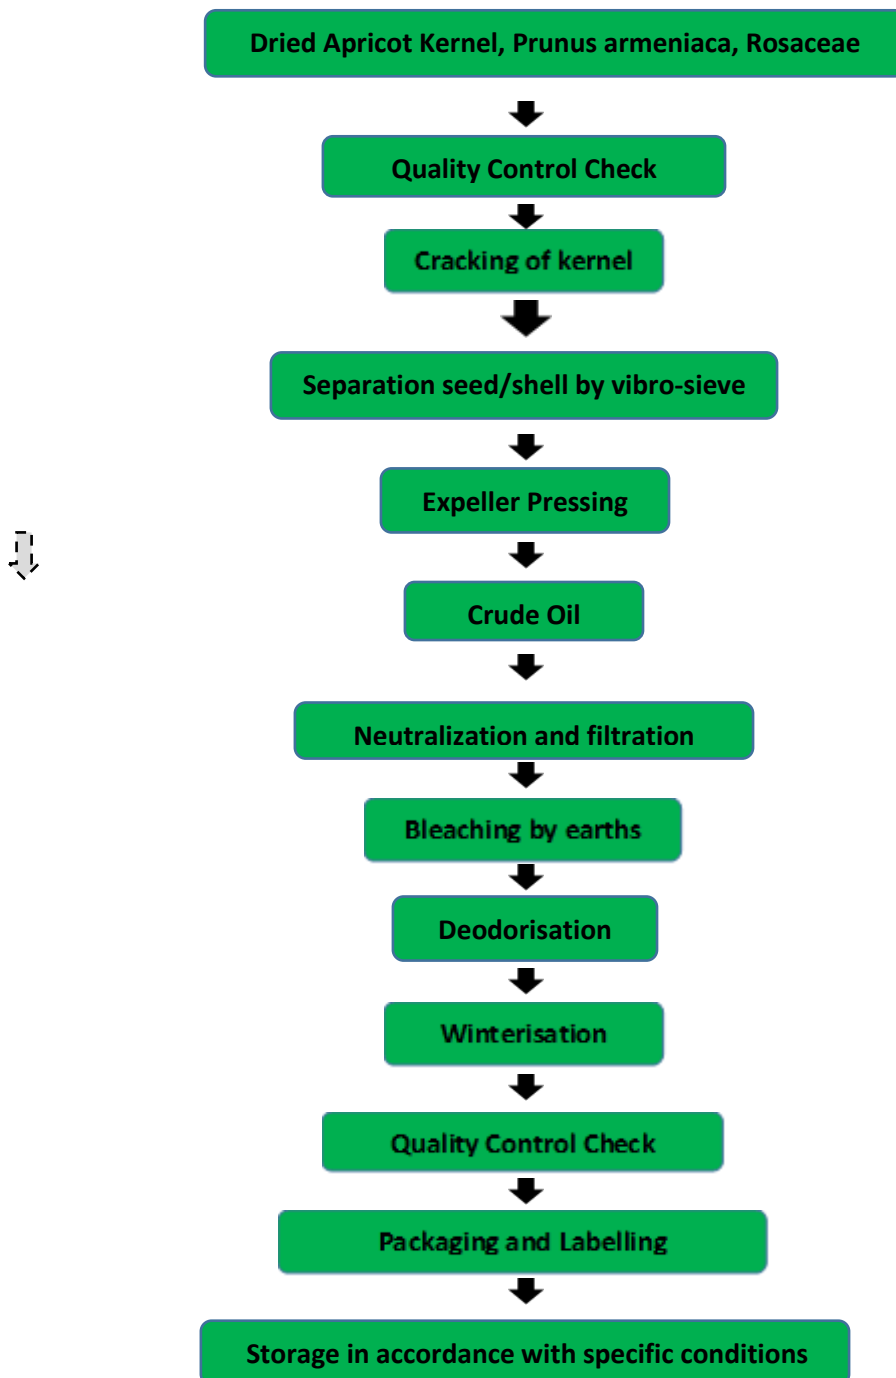 Dried Apricot Kernel, Prunus armeniaca, Rosaceae
Quality Control Check
Cracking of kernel
Separation seed/shell by vibro-sieve
Expeller Pressing
Crude Oil
Neutralization and filtration
Bleaching by earths
Deodorisation
Winterisation
Quality Control Check
Packaging and Labelling
Storage in accordance with specific conditions